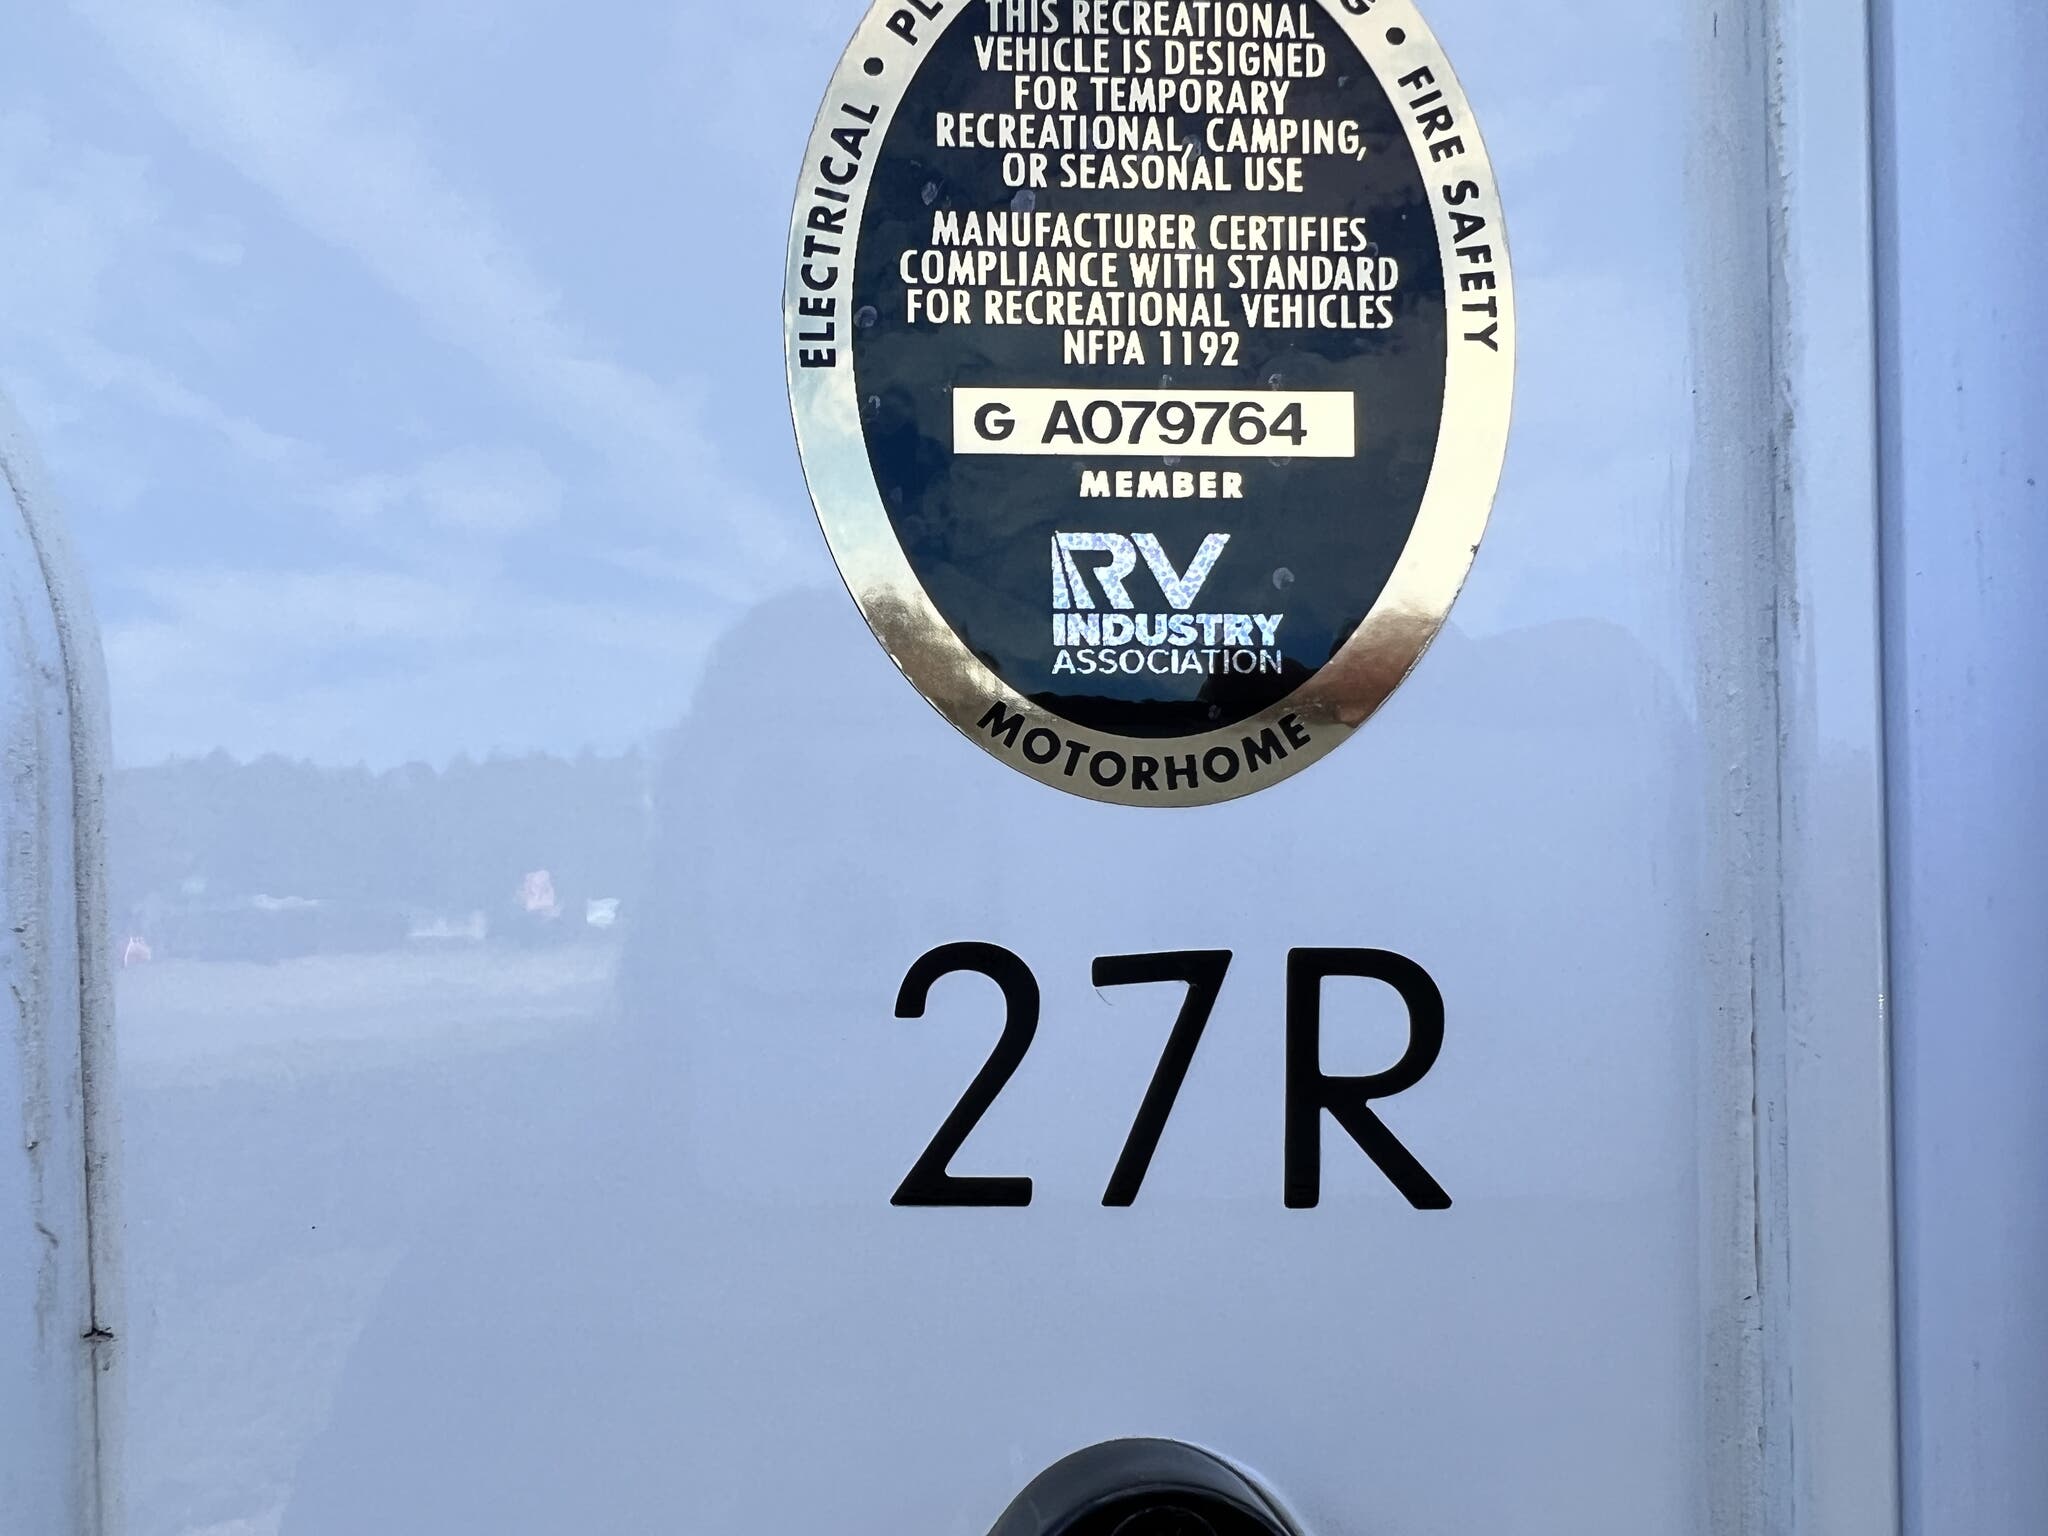 THIS RECREATIONAL
VEHICLE IS DESIGNED
FOR TEMPORARY
RECREATIONAL, CAMPING,
OR SEASONAL USE
MANUFACTURER CERTIFIES
COMPLIANCE WITH STANDARD
FOR RECREATIONAL VEHICLES
NFPA 1192
G A079764
MEMBER
RV
INDUSTRY
ASSOCIATION
ELECTRICAL •
• FIRE SAFETY
MOTORHOME
27R